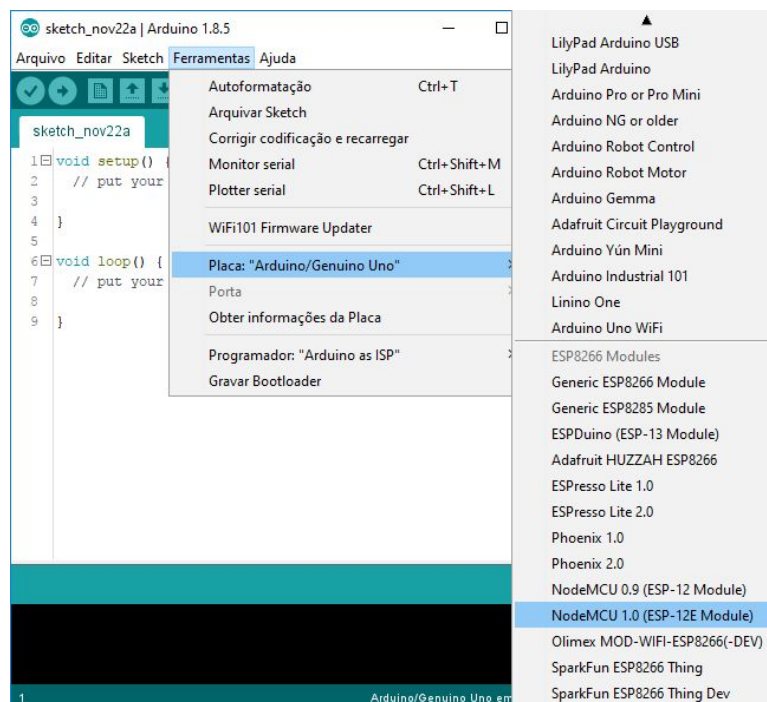 sketch_nov22a | Arduino 1.8.5
Arquivo Editar Sketch Ferramentas Ajuda
sketch_nov22a
1 void setup() {
2 // put your
3
4 }
5
6 void loop() {
7 // put your
8
9 }
Autoformatação Ctrl+T
Arquivar Sketch
Corrigir codificação e recarregar
Monitor serial Ctrl+Shift+M
Plotter serial Ctrl+Shift+L
WiFi101 Firmware Updater
Placa: "Arduino/Genuino Uno"
Porta
Obter informações da Placa
Programador: "Arduino as ISP"
Gravar Bootloader
LilyPad Arduino USB
LilyPad Arduino
Arduino Pro or Pro Mini
Arduino NG or older
Arduino Robot Control
Arduino Robot Motor
Arduino Gemma
Adafruit Circuit Playground
Arduino Yún Mini
Arduino Industrial 101
Linino One
Arduino Uno WiFi
ESP8266 Modules
Generic ESP8266 Module
Generic ESP8285 Module
ESPDuino (ESP-13 Module)
Adafruit HUZZAH ESP8266
ESPresso Lite 1.0
ESPresso Lite 2.0
Phoenix 1.0
Phoenix 2.0
NodeMCU 0.9 (ESP-12 Module)
NodeMCU 1.0 (ESP-12E Module)
Olimex MOD-WIFI-ESP8266(-DEV)
SparkFun ESP8266 Thing
SparkFun ESP8266 Thing Dev
1 Arduino/Genuino Uno em